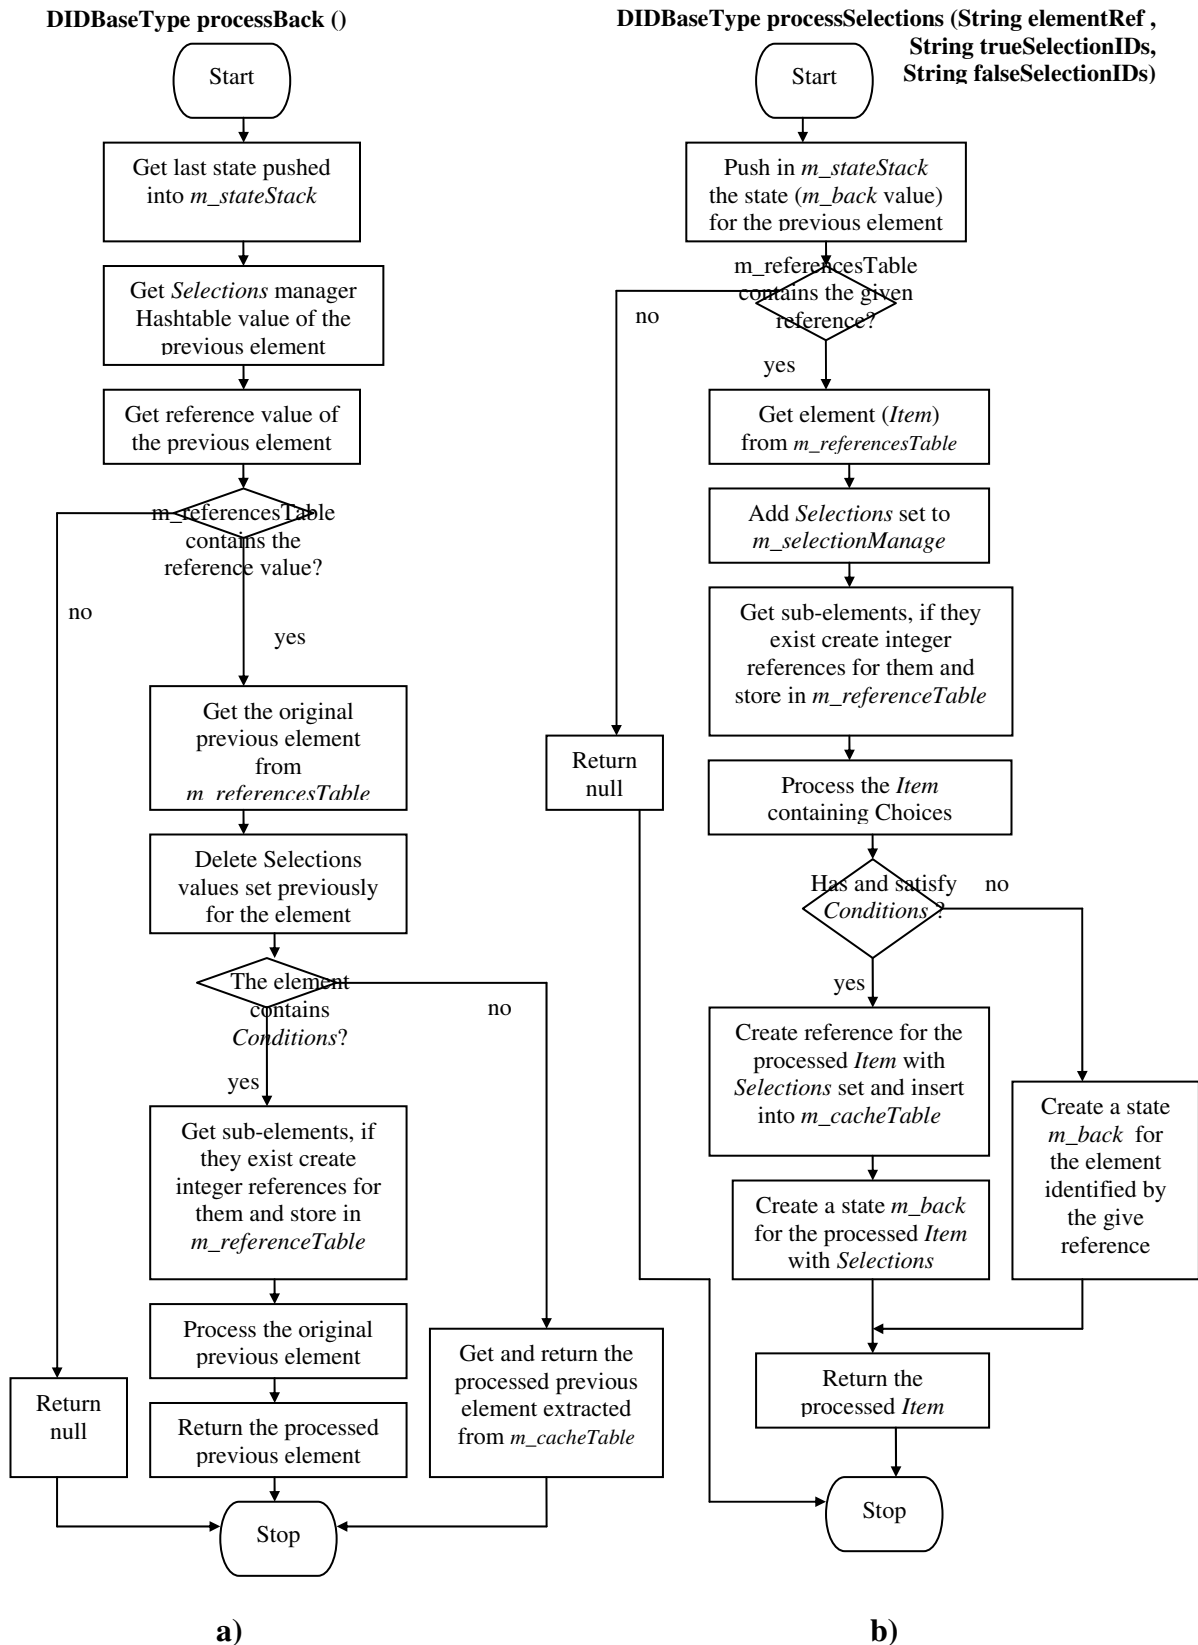 DIDBaseType processBack ()
Start
Get last state pushed
into m_stateStack
Get Selections manager
Hashtable value of the
previous element
Get reference value of
the previous element
m_referencesTable
contains the
reference value?
no
yes
Get the original
previous element
from
m_referencesTable
Delete Selections
values set previously
for the element
The element
contains
Conditions?
no
yes
Get sub-elements, if
they exist create
integer references for
them and store in
m_referenceTable
Process the original
previous element
Get and return the
processed previous
element extracted
from m_cacheTable
Return
null
Return the processed
previous element
Stop
a)
DIDBaseType processSelections (String elementRef ,
String trueSelectionIDs,
String falseSelectionIDs)
Start
Push in m_stateStack
the state (m_back value)
for the previous element
m_referencesTable
contains the given
reference?
no
yes
Get element (Item)
from m_referencesTable
Add Selections set to
m_selectionManage
Get sub-elements, if they
exist create integer
references for them and
store in m_referenceTable
Return
null
Process the Item
containing Choices
Has and satisfy
Conditions ?
no
yes
Create reference for the
processed Item with
Selections set and insert
into m_cacheTable
Create a state
m_back for
the element
identified by
the give
reference
Create a state m_back
for the processed Item
with Selections
Return the
processed Item
Stop
b)